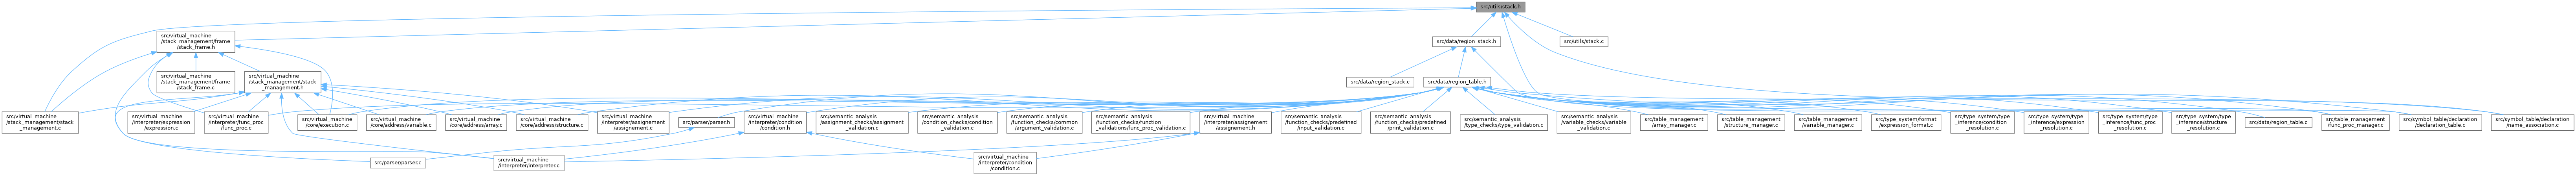 src/utils/stack.h
src/virtual_machine
/stack_management/frame
/stack_frame.h
src/data/region_stack.h
src/utils/stack.c
src/virtual_machine
/stack_management/frame
/stack_frame.c
src/virtual_machine
/stack_management/stack
_management.h
src/data/region_stack.c
src/data/region_table.h
src/virtual_machine
/stack_management/stack
_management.c
src/virtual_machine
/interpreter/expression
/expression.c
src/virtual_machine
/interpreter/func_proc
/func_proc.c
src/virtual_machine
/core/execution.c
src/virtual_machine
/core/address/variable.c
src/virtual_machine
/core/address/array.c
src/virtual_machine
/core/address/structure.c
src/virtual_machine
/interpreter/assignement
/assignement.c
src/parser/parser.h
src/virtual_machine
/interpreter/condition
/condition.h
src/semantic_analysis
/assignment_checks/assignment
_validation.c
src/semantic_analysis
/condition_checks/condition
_validation.c
src/semantic_analysis
/function_checks/common
/argument_validation.c
src/semantic_analysis
/function_checks/function
_validations/func_proc_validation.c
src/virtual_machine
/interpreter/assignement
/assignement.h
src/semantic_analysis
/function_checks/predefined
/input_validation.c
src/semantic_analysis
/function_checks/predefined
/print_validation.c
src/semantic_analysis
/type_checks/type_validation.c
src/semantic_analysis
/variable_checks/variable
_validation.c
src/table_management
/array_manager.c
src/table_management
/structure_manager.c
src/table_management
/variable_manager.c
src/type_system/format
/expression_format.c
src/type_system/type
_inference/condition
_resolution.c
src/type_system/type
_inference/expression
_resolution.c
src/type_system/type
_inference/func_proc
_resolution.c
src/type_system/type
_inference/structure
_resolution.c
src/data/region_table.c
src/table_management
/func_proc_manager.c
src/symbol_table/declaration
/declaration_table.c
src/symbol_table/declaration
/name_association.c
src/parser/parser.c
src/virtual_machine
/interpreter/interpreter.c
src/virtual_machine
/interpreter/condition
/condition.c